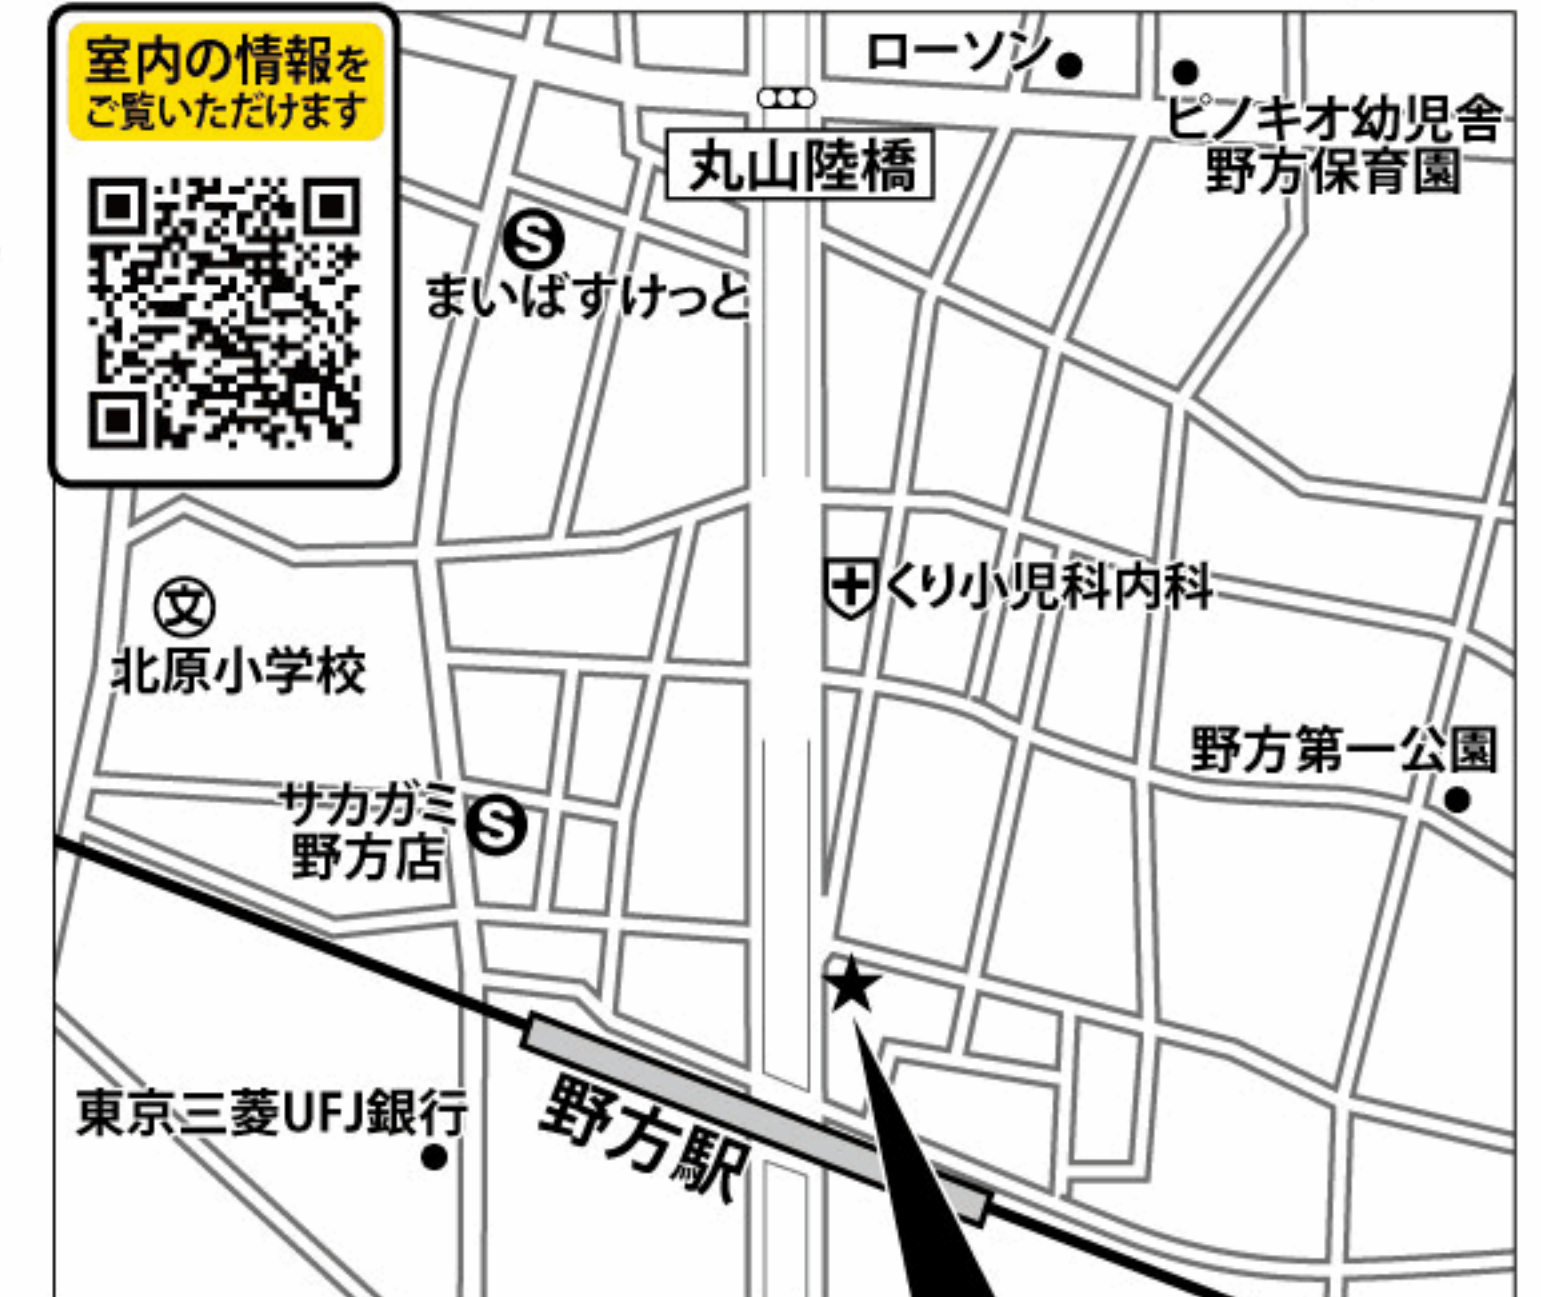 室内の情報を
ご覧いただけます
ローソン
ピノキオ幼児舎
野方保育園
丸山陸橋
S
まいばすけっと
くり小児科内科
文
北原小学校
野方第一公園
サカガミ
野方店
S
東京三菱UFJ銀行
野方駅